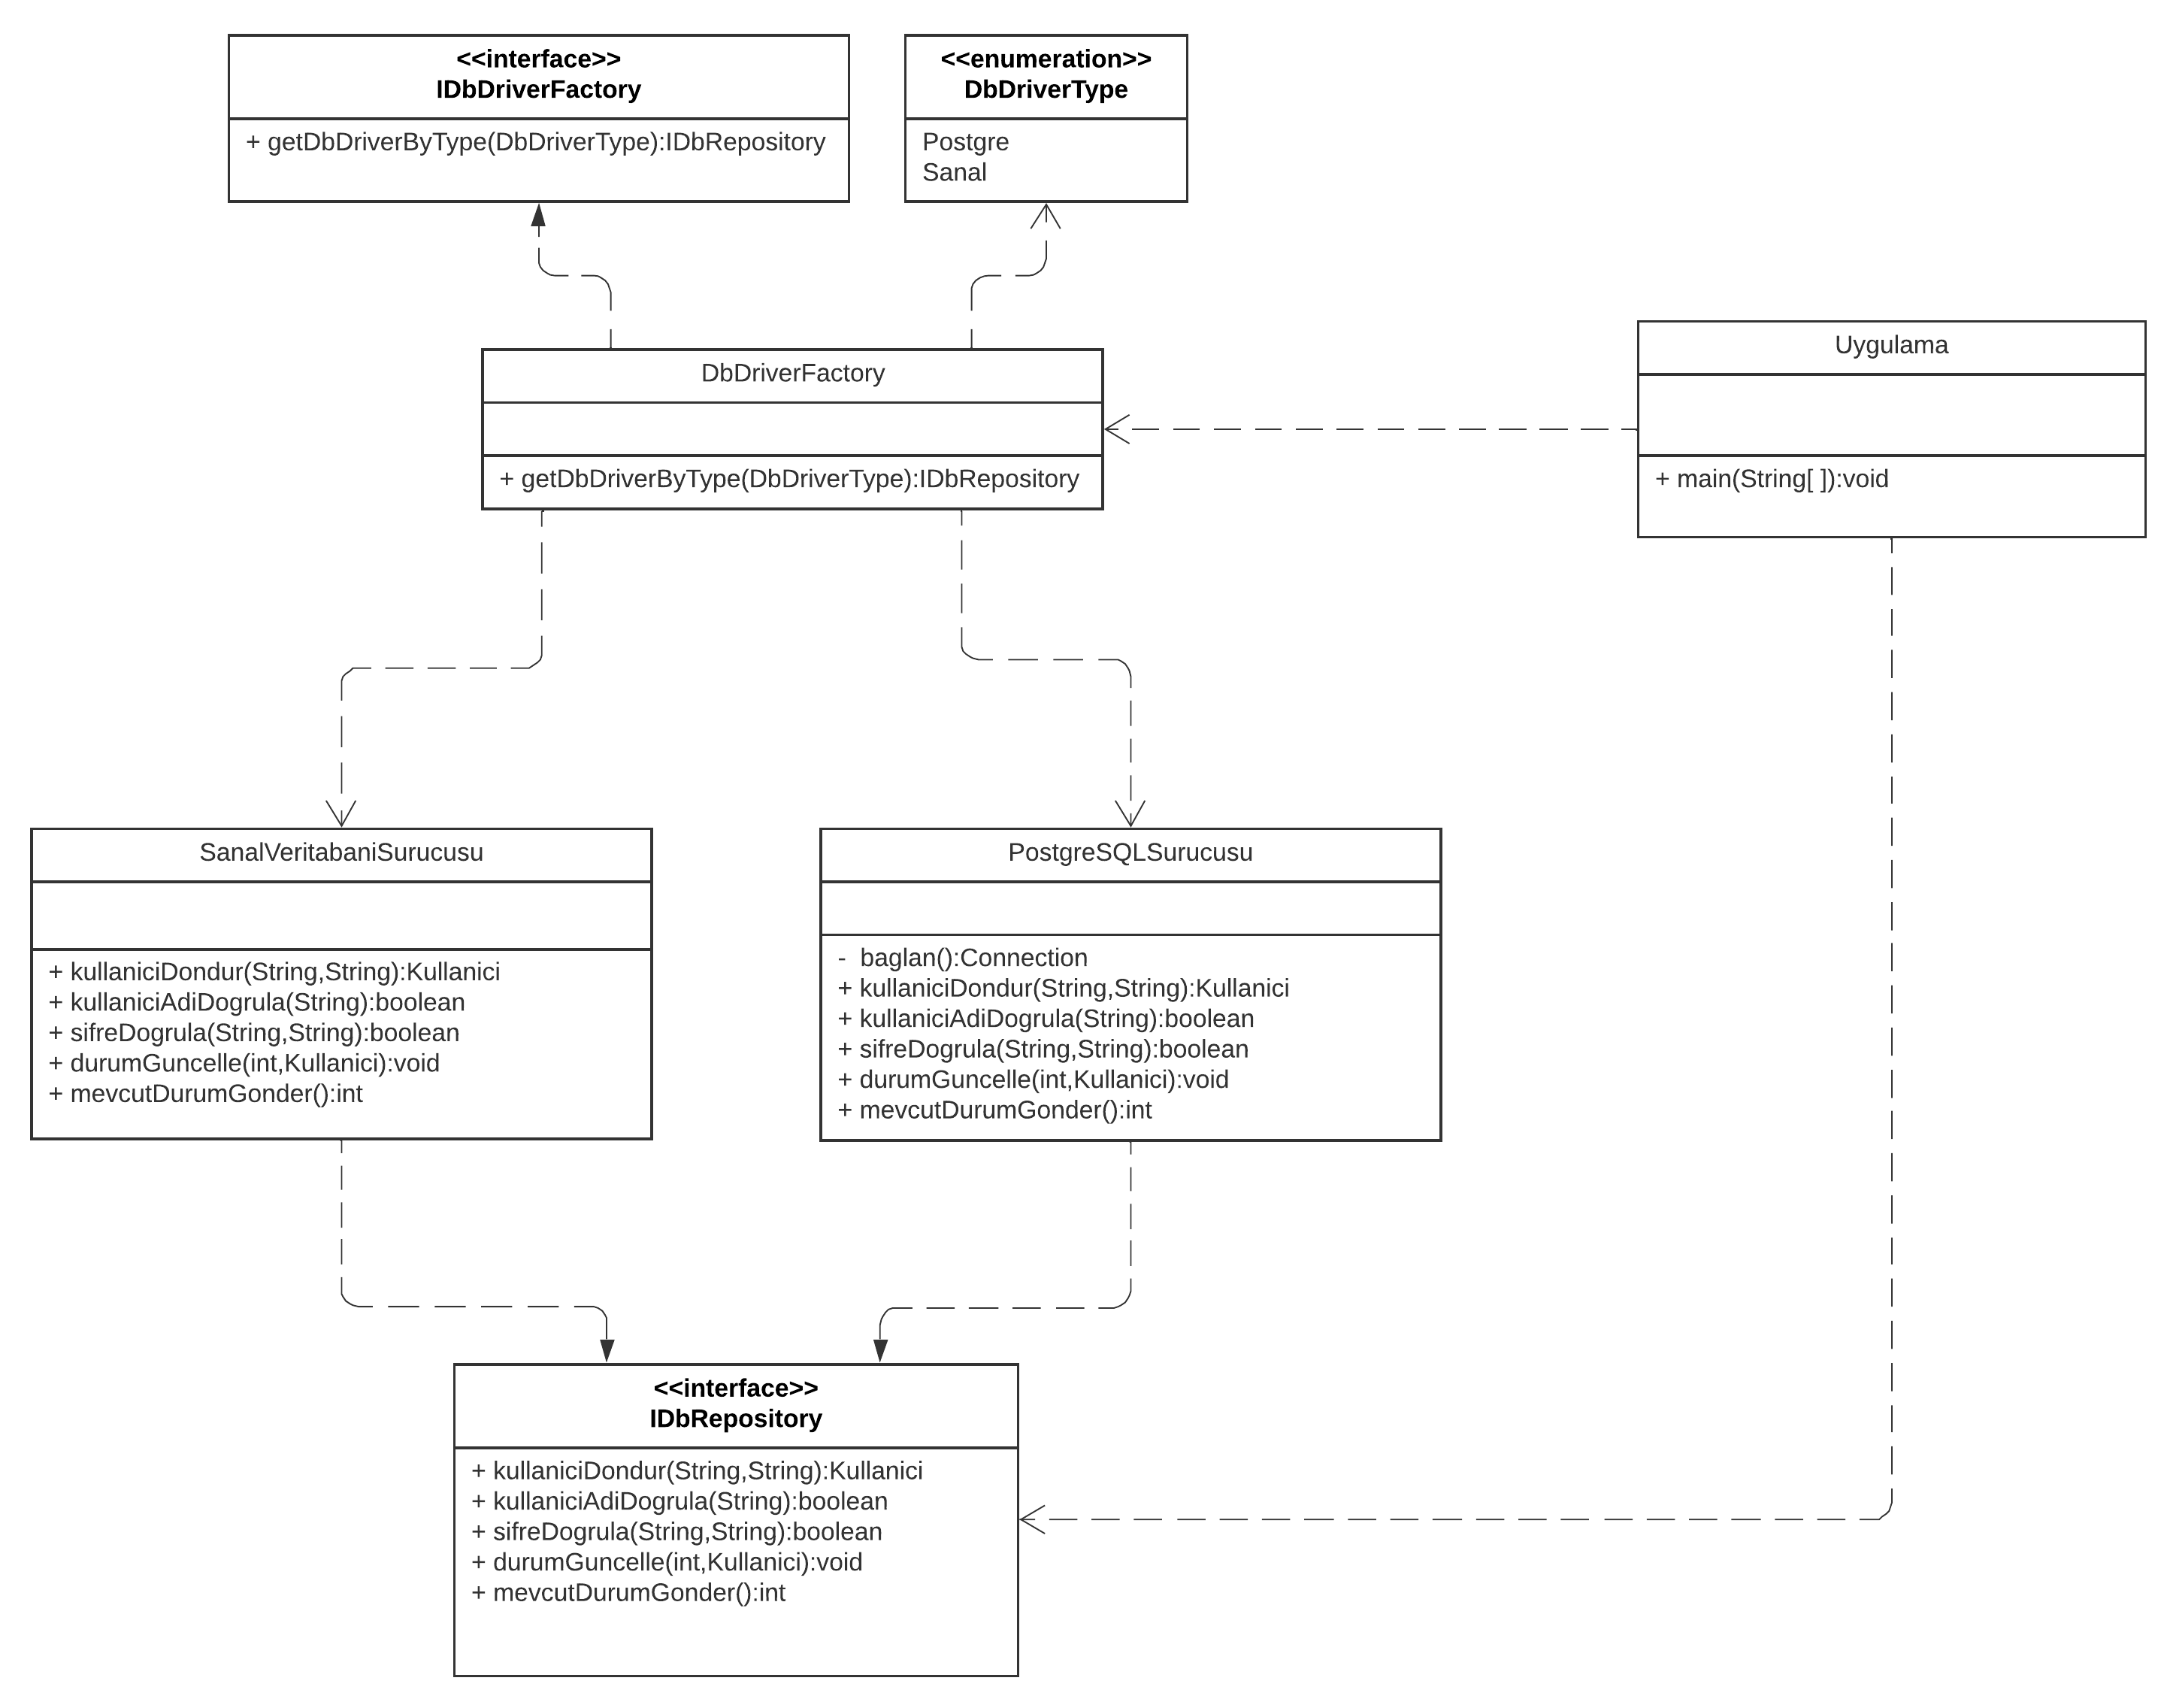 <<interface>>
IDbDriverFactory
+ getDbDriverByType(DbDriverType):IDbRepository
<<enumeration>>
DbDriverType
Postgre
Sanal
DbDriverFactory
+ getDbDriverByType(DbDriverType):IDbRepository
Uygulama
+ main(String[ ]):void
SanalVeritabaniSurucusu
+ kullaniciDondur(String,String):Kullanici
+ kullaniciAdiDogrula(String):boolean
+ sifreDogrula(String,String):boolean
+ durumGuncelle(int,Kullanici):void
+ mevcutDurumGonder():int
PostgreSQLSurucusu
-  baglan():Connection
+ kullaniciDondur(String,String):Kullanici
+ kullaniciAdiDogrula(String):boolean
+ sifreDogrula(String,String):boolean
+ durumGuncelle(int,Kullanici):void
+ mevcutDurumGonder():int
<<interface>>
IDbRepository
+ kullaniciDondur(String,String):Kullanici
+ kullaniciAdiDogrula(String):boolean
+ sifreDogrula(String,String):boolean
+ durumGuncelle(int,Kullanici):void
+ mevcutDurumGonder():int